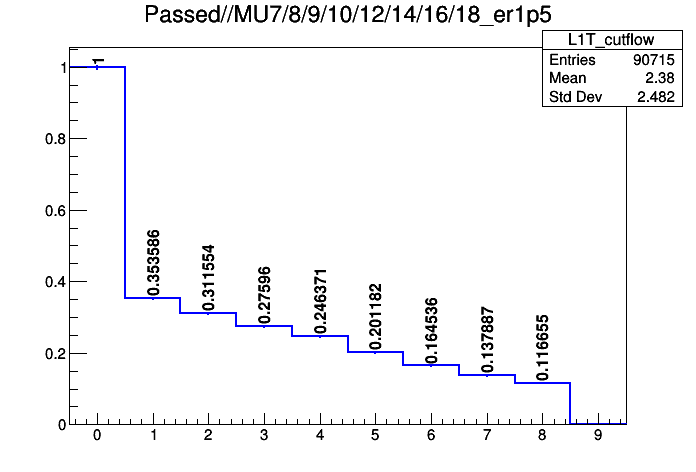 Passed//MU7/8/9/10/12/14/16/18_er1p5
L1T_cutflow
Entries 90715
Mean 2.38
Std Dev 2.482
1
0.8
0.6
0.4
0.2
0
1
0.353586
0.311554
0.27596
0.246371
0.201182
0.164536
0.137887
0.116655
0 1 2 3 4 5 6 7 8 9